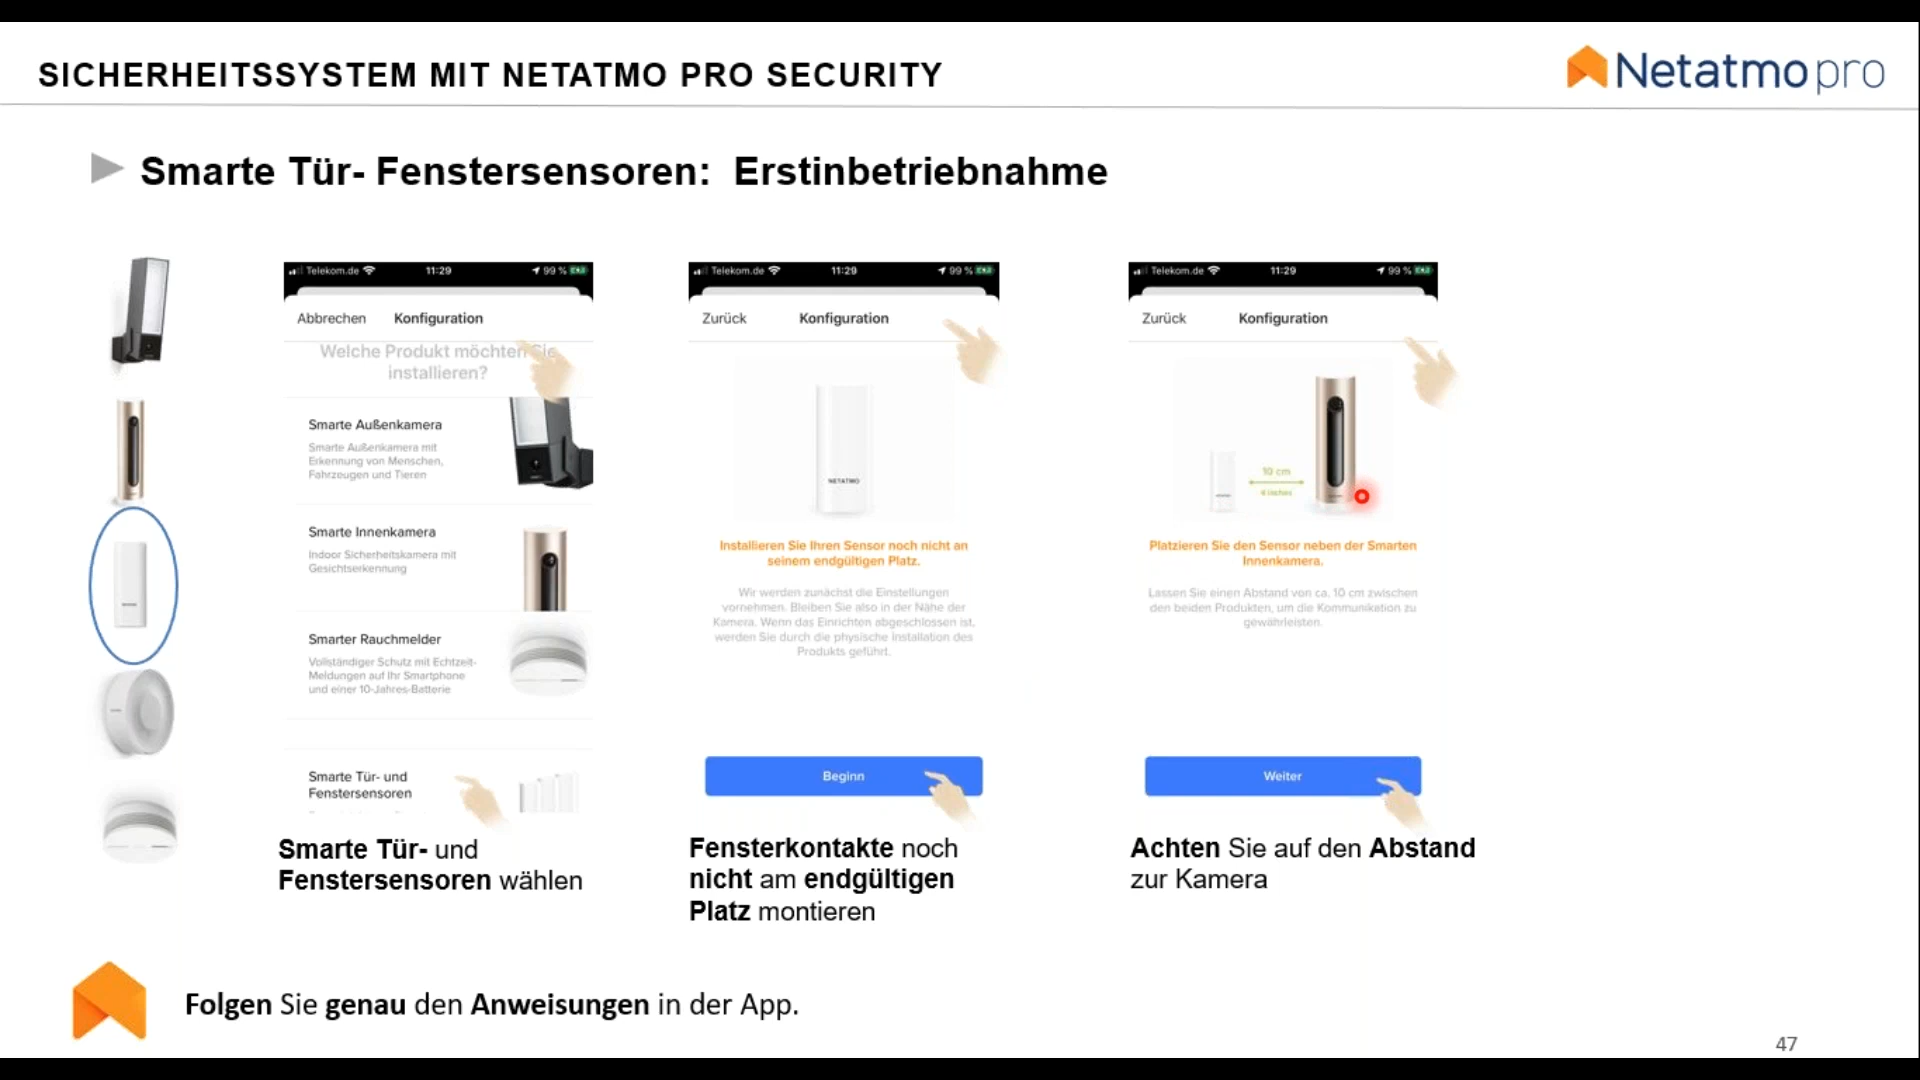 SICHERHEITSSYSTEM MIT NETATMO PRO SECURITY
Netatmo pro
Smarte Tür- Fenstersensoren: Erstinbetriebnahme
Telekom.de 11:29 99 %
Abbrechen Konfiguration
Welche Produkt möchten Sie
installieren?
Smarte Außenkamera
Smarte Außenkamera mit
Erkennung von Menschen,
Fahrzeugen und Tieren
Smarte Innenkamera
Indoor Sicherheitskamera mit
Gesichtserkennung
Smarter Rauchmelder
Vollständiger Schutz mit Echtzeit-
Meldungen auf Ihr Smartphone
und einer 10-Jahres-Batterie
Smarte Tür- und
Fenstersensoren
Smarte Tür- und
Fenstersensoren wählen
Telekom.de 11:29 99 %
Zurück Konfiguration
NETATMO
Installieren Sie Ihren Sensor noch nicht an
seinem endgültigen Platz.
Wir werden zunächst die Einstellungen
vornehmen. Bleiben Sie also in der Nähe der
Kamera. Wenn das Einrichten abgeschlossen ist,
werden Sie durch die physische Installation des
Produkts geführt.
Beginn
Fensterkontakte noch
nicht am endgültigen
Platz montieren
Telekom.de 11:29 99 %
Zurück Konfiguration
10 cm
4 inches
Platzieren Sie den Sensor neben der Smarten
Innenkamera.
Lassen Sie einen Abstand von ca. 10 cm zwischen
den beiden Produkten, um die Kommunikation zu
gewährleisten.
Weiter
Achten Sie auf den Abstand
zur Kamera
Folgen Sie genau den Anweisungen in der App.
47